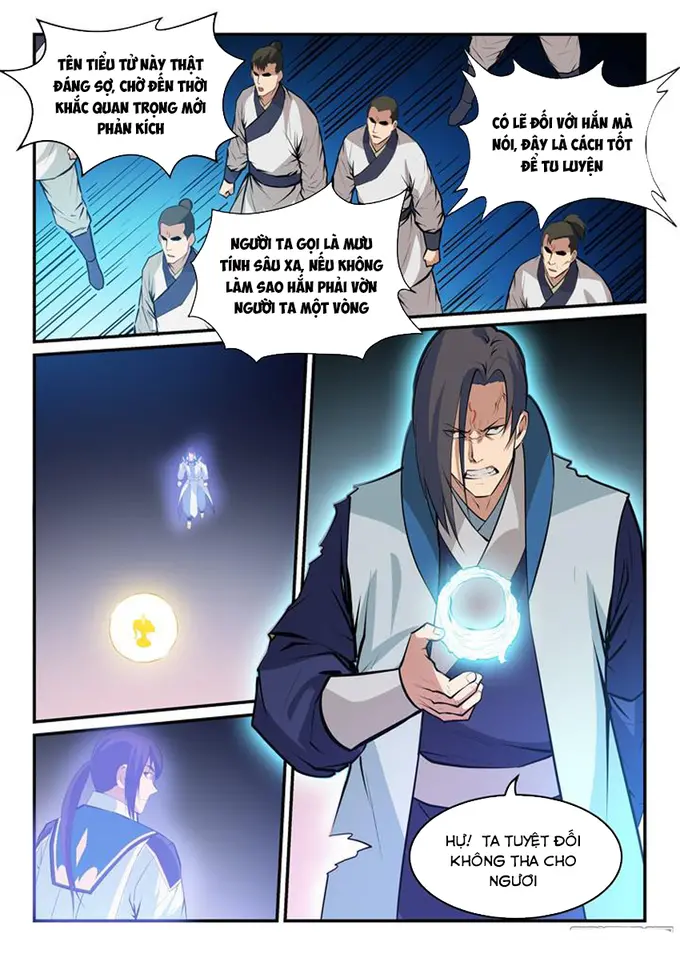 TÊN TIỂU TỬ NÀY THẬT
ĐÁNG SỢ, CHỜ ĐẾN THỜI
KHẮC QUAN TRỌNG MỚI
PHẢN KÍCH
CÓ LẼ ĐỐI VỚI HẮN MÀ
NÓI, ĐÂY LÀ CÁCH TỐT
ĐỂ TU LUYỆN
NGƯỜI TA GỌI LÀ MƯU
TÍNH SÂU XA, NẾU KHÔNG
LÀM SAO HẮN PHẢI VỜN
NGƯỜI TA MỘT VÒNG
HỰ! TA TUYỆT ĐỐI
KHÔNG THA CHO
NGƯƠI